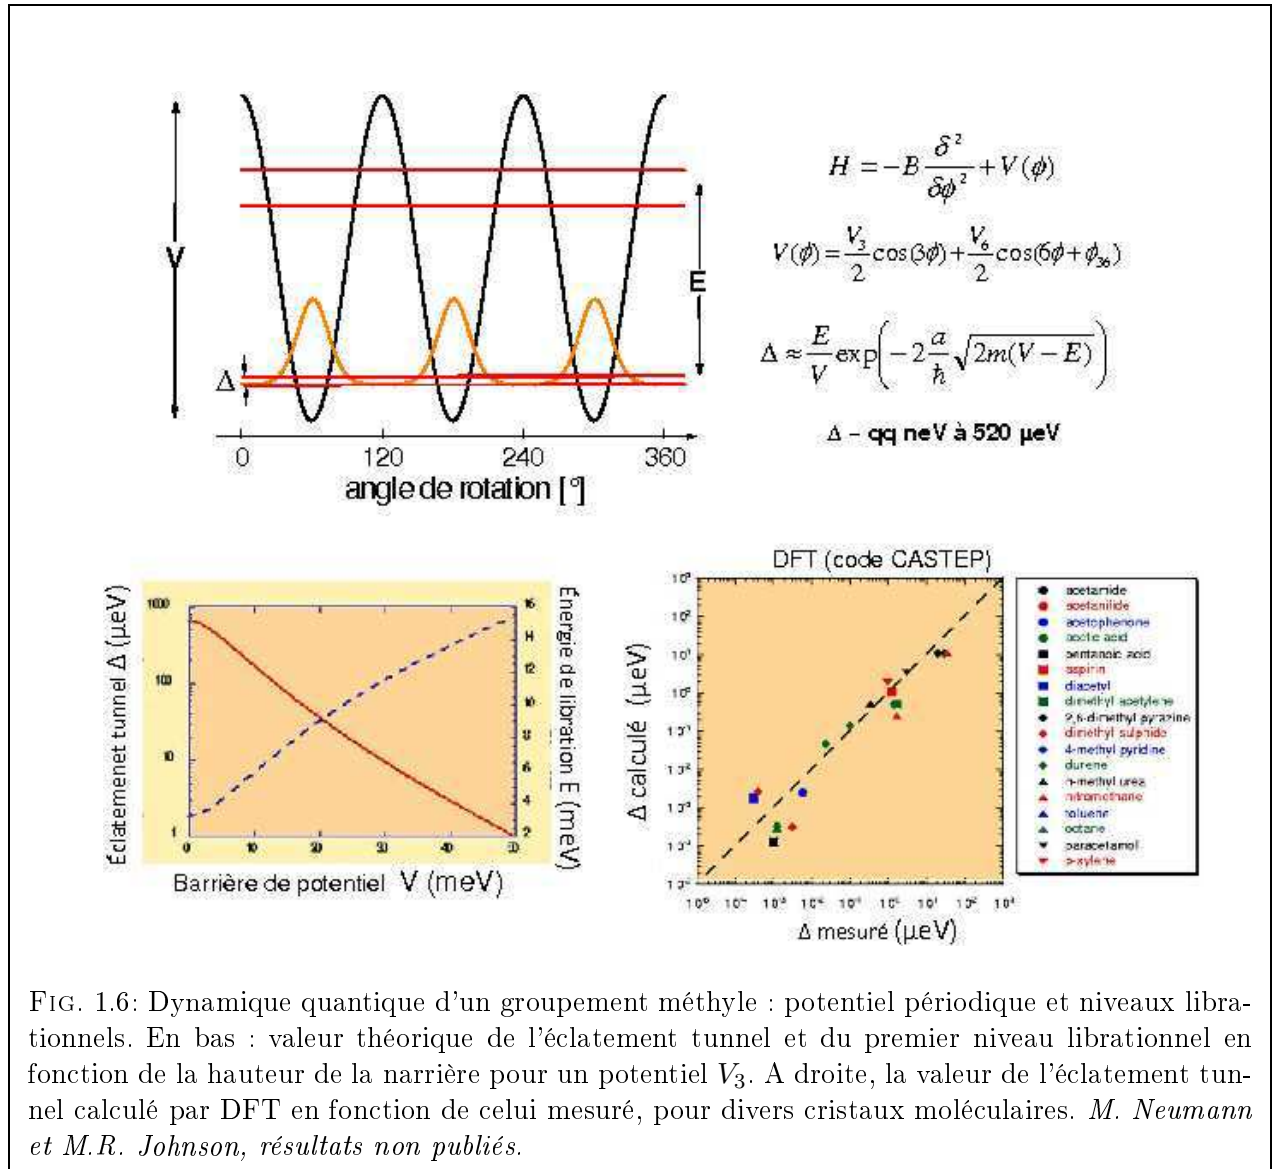 V
Δ
E
0 120 240 360
angle de rotation [°]
H = -B δ²/δϕ² + V(ϕ)
V(ϕ) = V₃/2 cos(3ϕ) + V₆/2 cos(6ϕ + ϕ₃₆)
Δ ≈ E/V exp(-2 a/ħ √2m(V - E))
Δ – qq neV à 520 µeV
Éclatemenet tunnel Δ (µeV)
1000
100
10
1
0 10 20 30 40 50
Barrière de potentiel V (meV)
16
14
12
10
8
6
4
2
Énergie de libration E (meV)
DFT (code CASTEP)
Δ calculé (µeV)
Δ mesuré (µeV)
acetamide
acetanilide
acetophenone
acetic acid
pentanoic acid
aspirin
diacetyl
dimethyl acetylene
2,6-dimethyl pyrazine
dimethyl sulphide
4-methyl pyridine
durene
n-methyl urea
nitromethane
toluene
octane
paracetamol
p-xylene
FIG. 1.6: Dynamique quantique d'un groupement méthyle : potentiel périodique et niveaux libra-
tionnels. En bas : valeur théorique de l'éclatement tunnel et du premier niveau librationnel en
fonction de la hauteur de la narrière pour un potentiel V₃. A droite, la valeur de l'éclatement tun-
nel calculé par DFT en fonction de celui mesuré, pour divers cristaux moléculaires. M. Neumann
et M.R. Johnson, résultats non publiés.